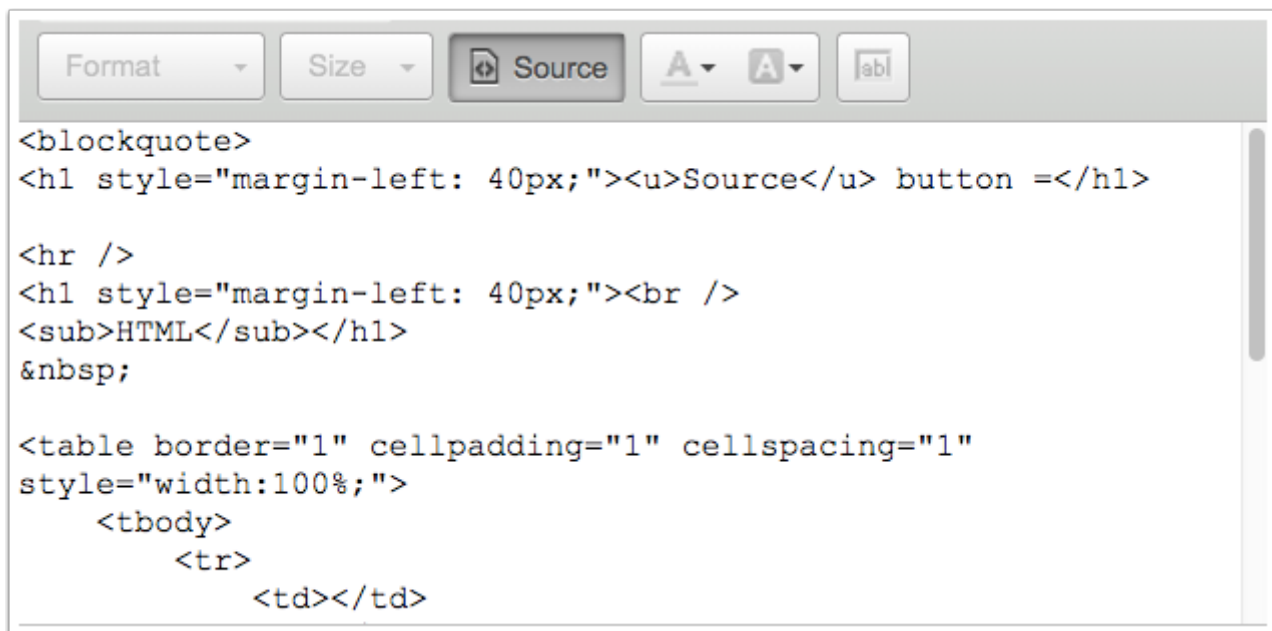 Format Size Source A A abl
<blockquote>
<h1 style="margin-left: 40px;"><u>Source</u> button =</h1>
<hr />
<h1 style="margin-left: 40px;"><br />
<sub>HTML</sub></h1>
&nbsp;
<table border="1" cellpadding="1" cellspacing="1"
style="width:100%;">
    <tbody>
        <tr>
            <td></td>